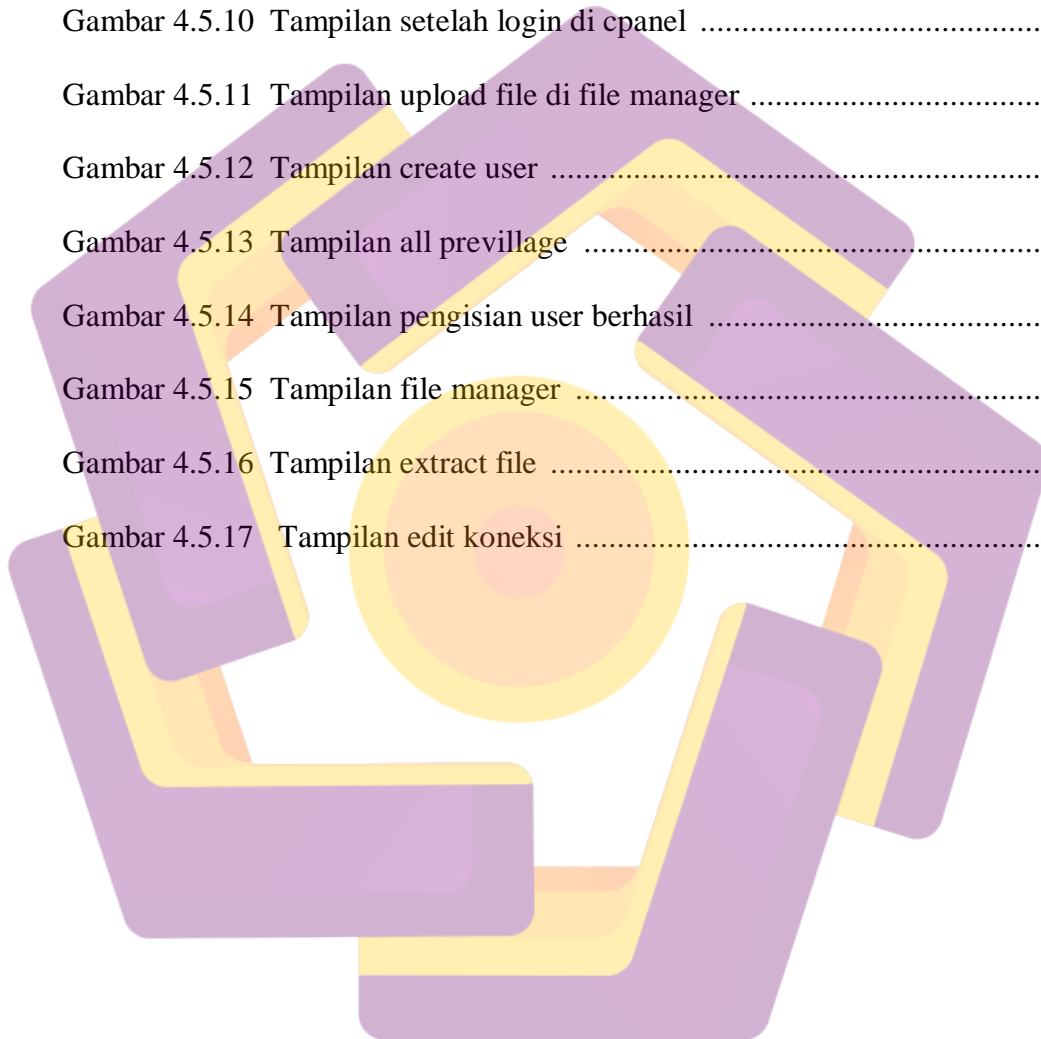 Gambar 4.5.10 Tampilan setelah login di cpanel ........................................
Gambar 4.5.11 Tampilan upload file di file manager ..................................
Gambar 4.5.12 Tampilan create user ..........................................................
Gambar 4.5.13 Tampilan all previllage ......................................................
Gambar 4.5.14 Tampilan pengisian user berhasil .......................................
Gambar 4.5.15 Tampilan file manager .......................................................
Gambar 4.5.16 Tampilan extract file ..........................................................
Gambar 4.5.17 Tampilan edit koneksi .......................................................